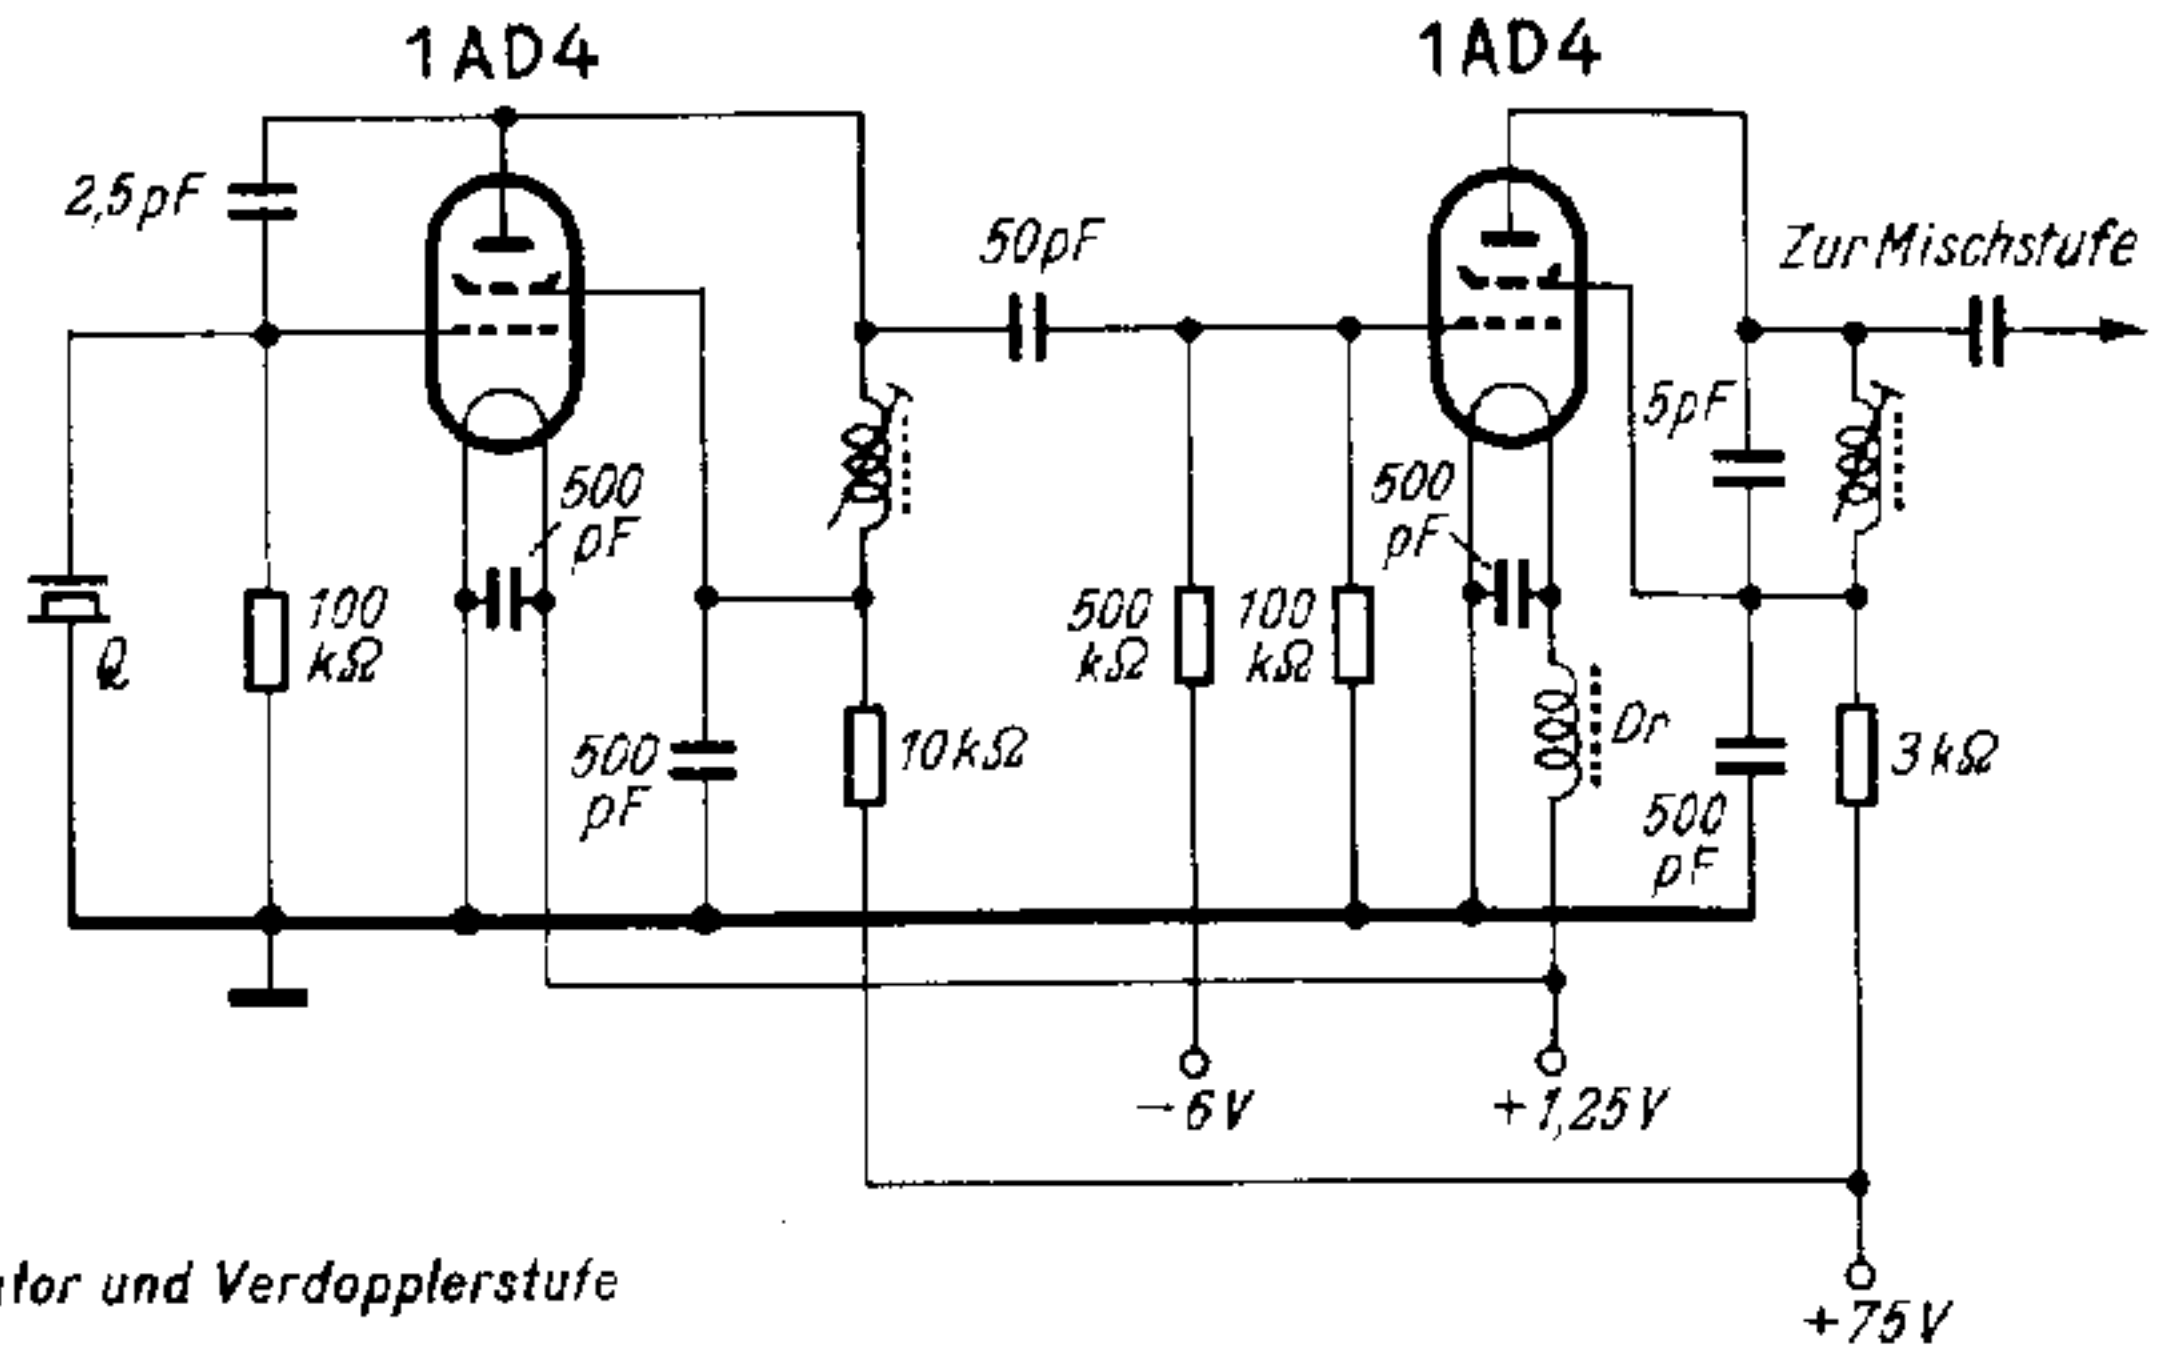 1AD4
1AD4
2,5pF
50pF
Zur Mischstufe
5pF
500
pF
500
pF
Q
100
kΩ
500
kΩ
100
kΩ
Dr
500
pF
10kΩ
3kΩ
500
pF
-6V
+1,25V
und Verdopplerstufe
+75V